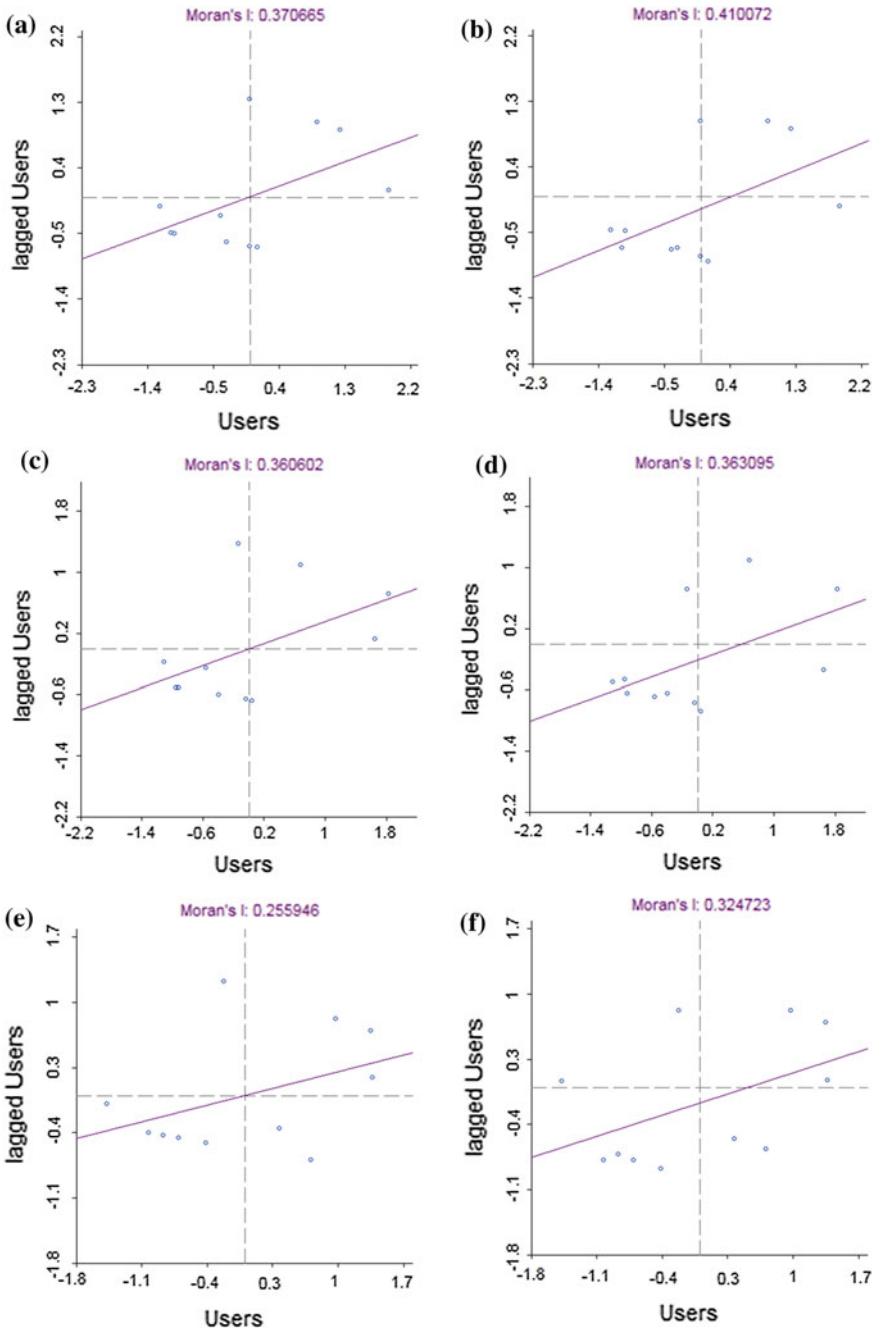 (a)
Moran's I: 0.370665
2.2
1.3
0.4
-0.5
-1.4
-2.3
lagged Users
-2.3 -1.4 -0.5 0.4 1.3 2.2
Users
(b)
Moran's I: 0.410072
2.2
1.3
0.4
-0.5
-1.4
-2.3
lagged Users
-2.3 -1.4 -0.5 0.4 1.3 2.2
Users
(c)
Moran's I: 0.360602
1.8
1
0.2
-0.6
-1.4
-2.2
lagged Users
-2.2 -1.4 -0.6 0.2 1 1.8
Users
(d)
Moran's I: 0.363095
1.8
1
0.2
-0.6
-1.4
-2.2
lagged Users
-2.2 -1.4 -0.6 0.2 1 1.8
Users
(e)
Moran's I: 0.255946
1.7
1
0.3
-0.4
-1.1
-1.8
lagged Users
-1.8 -1.1 -0.4 0.3 1 1.7
Users
(f)
Moran's I: 0.324723
1.7
1
0.3
-0.4
-1.1
-1.8
lagged Users
-1.8 -1.1 -0.4 0.3 1 1.7
Users